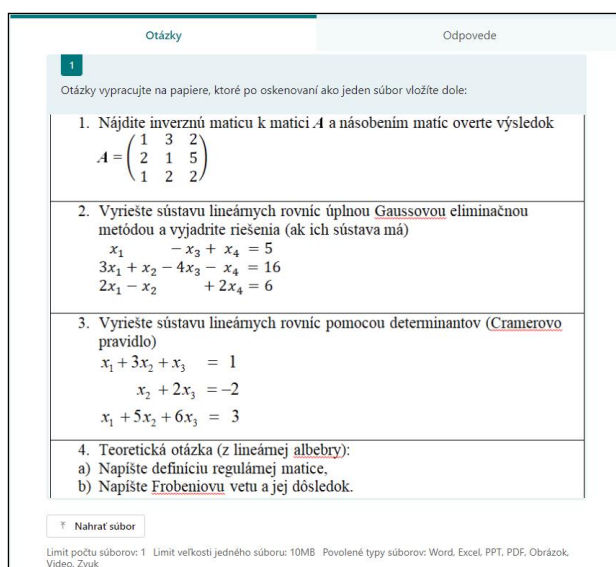 Otázky
Odpovede
1
Otázky vypracujte na papiere, ktoré po oskenovaní ako jeden súbor vložíte dole:
1. Nájdite inverznú maticu k matici A a násobením matíc overte výsledok
A = ( 1 3 2
2 1 5
1 2 2 )
2. Vyriešte sústavu lineárnych rovníc úplnou Gaussovou eliminačnou
metódou a vyjadrite riešenia (ak ich sústava má)
x₁ − x₃ + x₄ = 5
3x₁ + x₂ − 4x₃ − x₄ = 16
2x₁ − x₂ + 2x₄ = 6
3. Vyriešte sústavu lineárnych rovníc pomocou determinantov (Cramerovo
pravidlo)
x₁ + 3x₂ + x₃ = 1
x₂ + 2x₃ = −2
x₁ + 5x₂ + 6x₃ = 3
4. Teoretická otázka (z lineárnej albebry):
a) Napíšte definíciu regulárnej matice,
b) Napíšte Frobeniovu vetu a jej dôsledok.
Nahrať súbor
Limit počtu súborov: 1 Limit veľkosti jedného súboru: 10MB Povolené typy súborov: Word, Excel, PPT, PDF, Obrázok,
Video, Zvuk